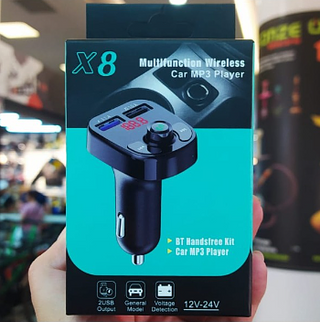 X8
Multifunction Wireless
Car MP3 Player
888
BT Handsfree Kit
Car MP3 Player
2USB
Output
General
Model
Voltage
Detection
12V-24V